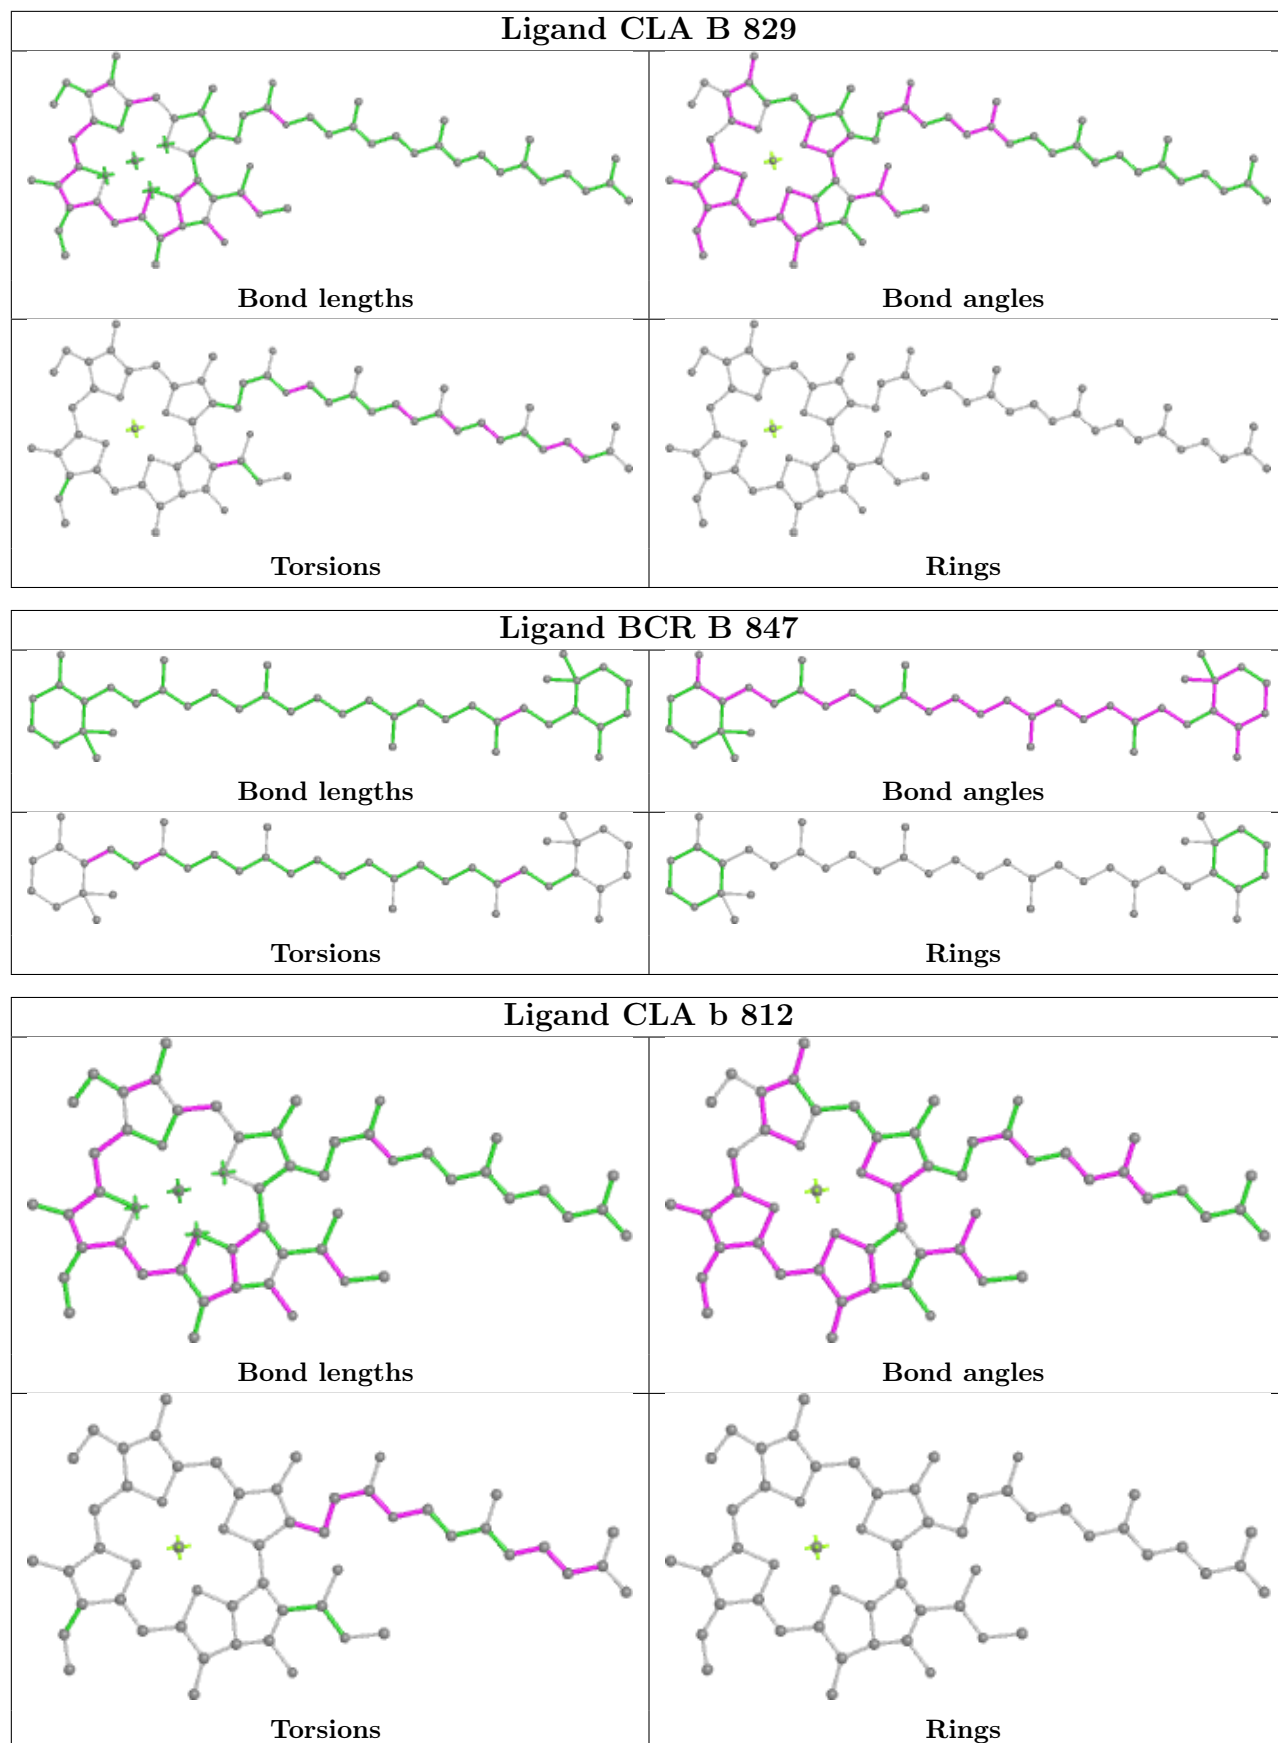 Ligand CLA B 829
Bond lengths
Bond angles
Torsions
Rings
Ligand BCR B 847
Bond lengths
Bond angles
Torsions
Rings
Ligand CLA b 812
Bond lengths
Bond angles
Torsions
Rings